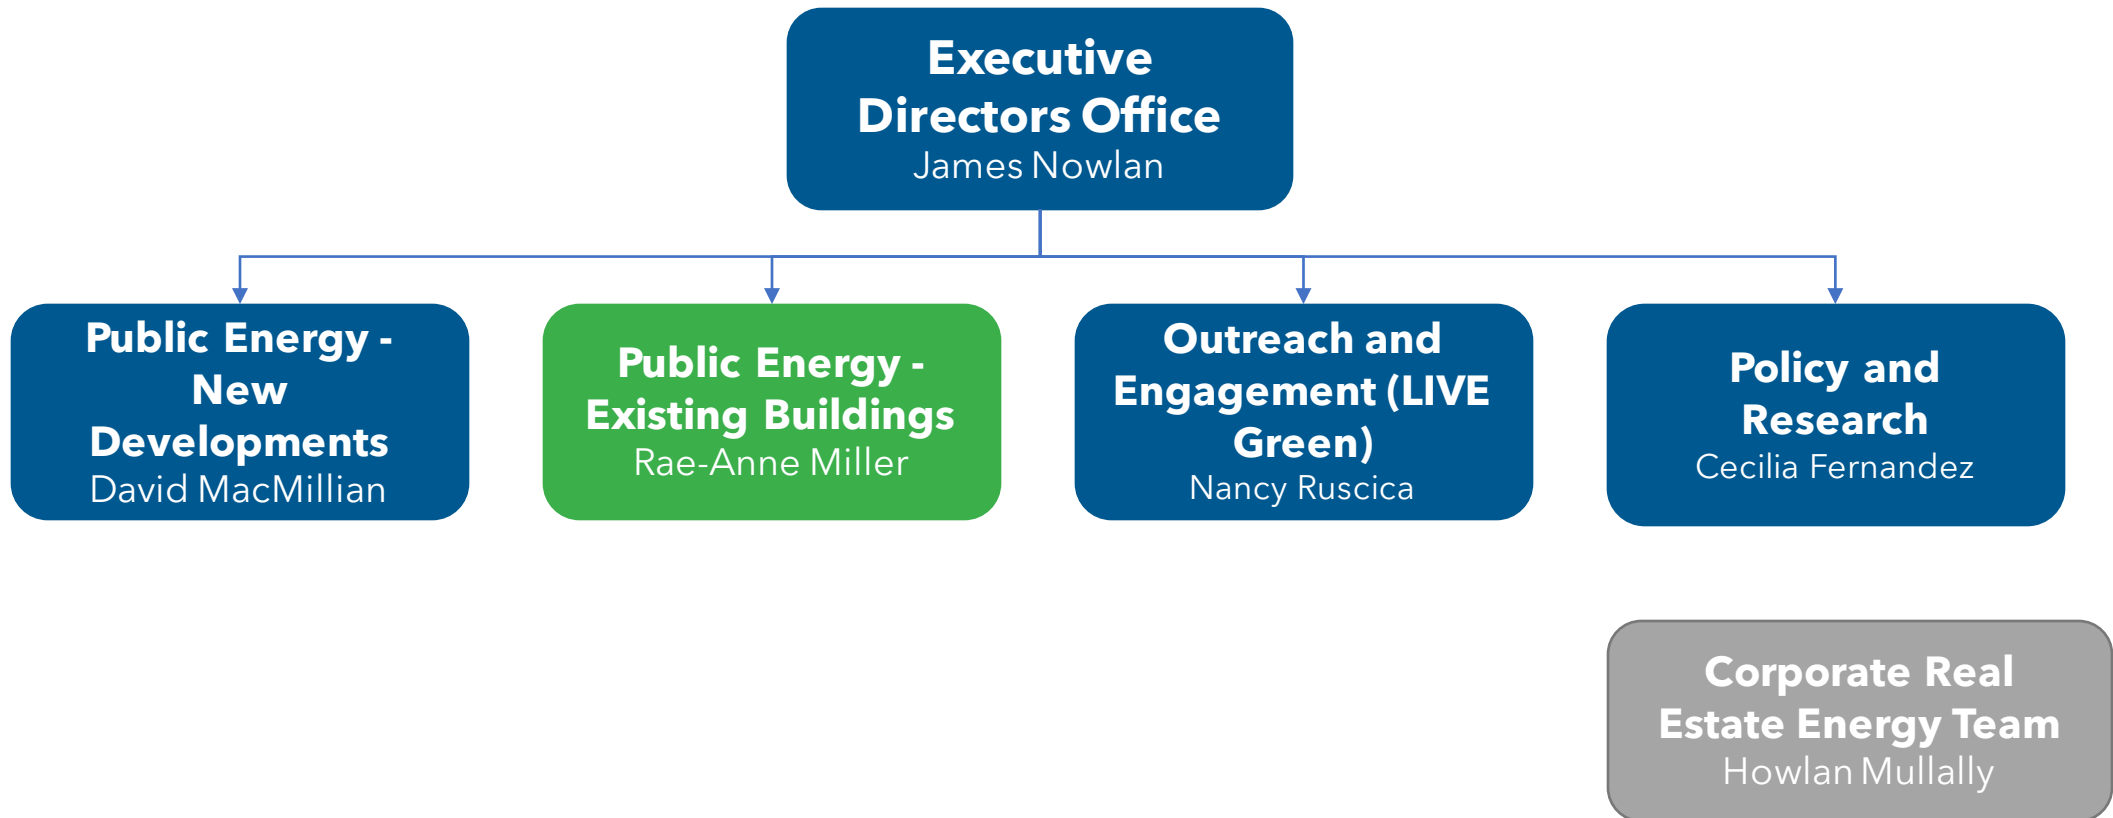 Executive
Directors Office
James Nowlan
Public Energy -
New
Developments
David MacMillian
Public Energy -
Existing Buildings
Rae-Anne Miller
Outreach and
Engagement (LIVE
Green)
Nancy Ruscica
Policy and
Research
Cecilia Fernandez
Corporate Real
Estate Energy Team
Howlan Mullally